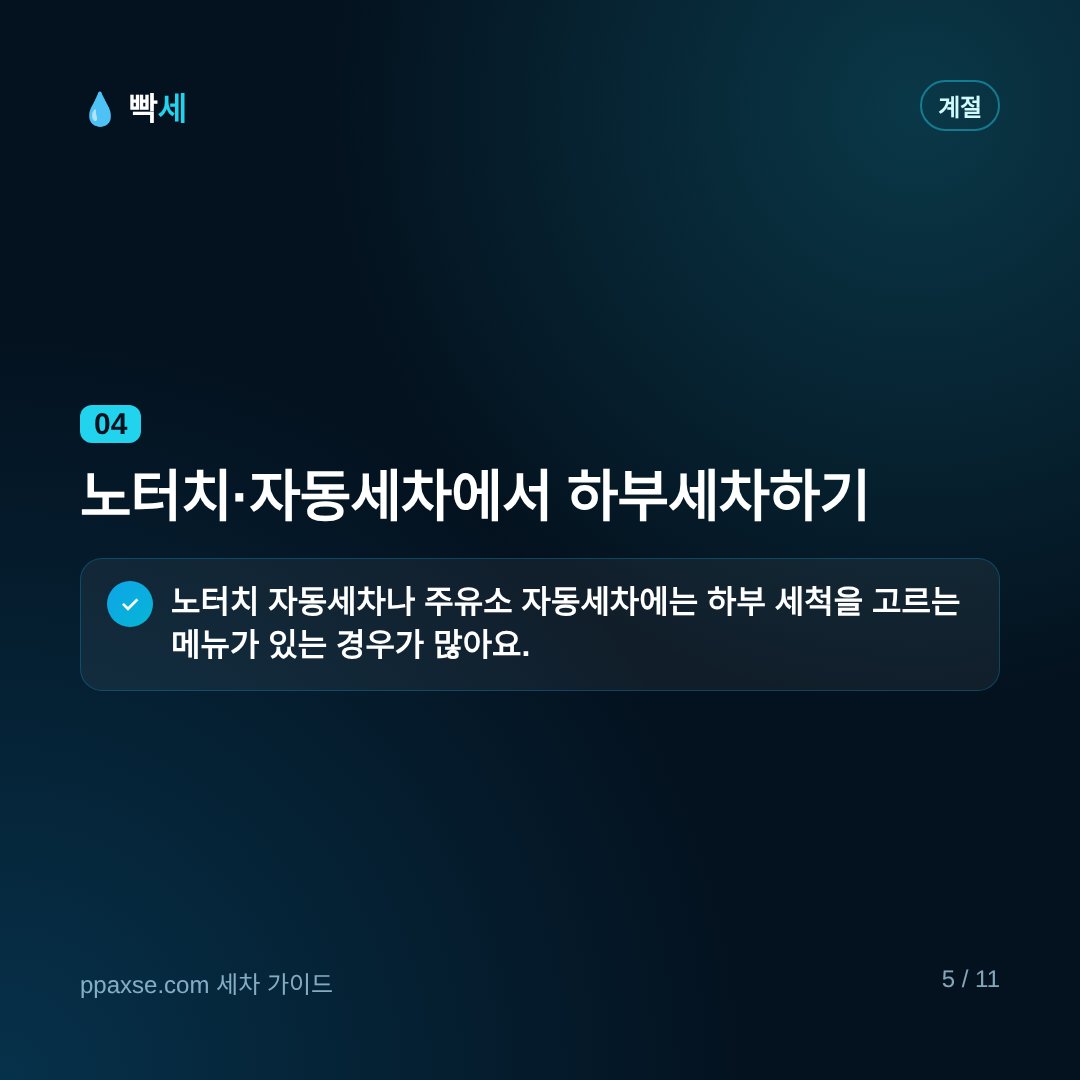 빡세
계절
04
노터치·자동세차에서 하부세차하기
노터치 자동세차나 주유소 자동세차에는 하부 세척을 고르는
메뉴가 있는 경우가 많아요.
ppaxse.com 세차 가이드
5 / 11